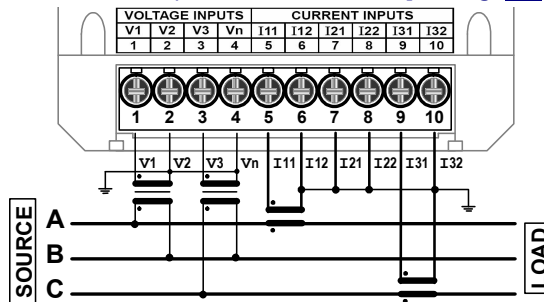 VOLTAGE INPUTS CURRENT INPUTS
V1 V2 V3 Vn I11 I12 I21 I22 I31 I32
1 2 3 4 5 6 7 8 9 10
1 2 3 4 5 6 7 8 9 10
V1 V2 V3 Vn I11 I12 I21 I22 I31 I32
SOURCE
A
B
C
LOAD